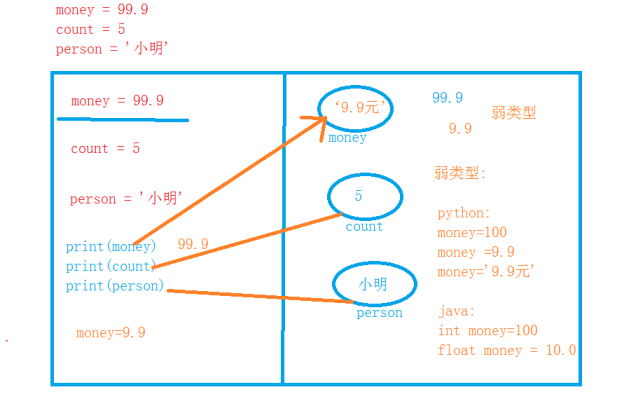 money = 99.9
count = 5
person = '小明'
money = 99.9
count = 5
person = '小明'
print(money) 99.9
print(count)
print(person)
money=9.9
‘9.9元’
money
5
count
小明
person
99.9
9.9
弱类型
弱类型:
python:
money=100
money =9.9
money='9.9元'
java:
int money=100
float money = 10.0